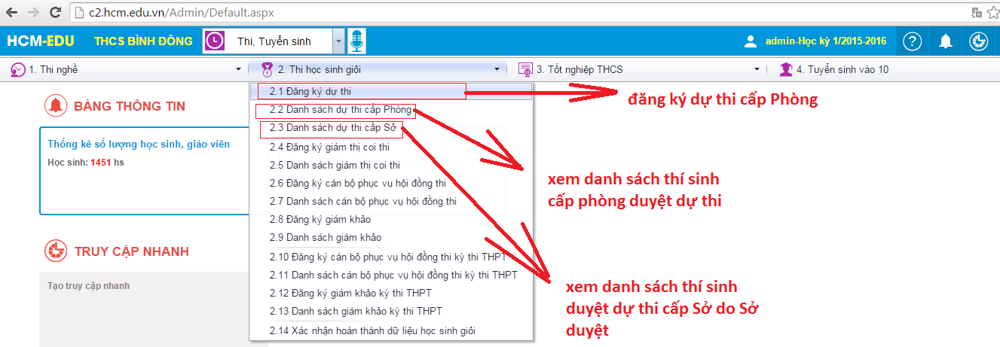 c2.hcm.edu.vn/Admin/Default.aspx
HCM-EDU THCS BÌNH ĐÔNG Thi, Tuyển sinh admin-Học kỳ 1/2015-2016 ?
1. Thi nghề 2. Thi học sinh giỏi 3. Tốt nghiệp THCS 4. Tuyển sinh vào 10
BẢNG THÔNG TIN
Thống kê số lượng học sinh, giáo viên
Học sinh: 1451 hs
TRUY CẬP NHANH
Tạo truy cập nhanh
2.1 Đăng ký dự thi
2.2 Danh sách dự thi cấp Phòng
2.3 Danh sách dự thi cấp Sở
2.4 Đăng ký giám thị coi thi
2.5 Danh sách giám thị coi thi
2.6 Đăng ký cán bộ phục vụ hội đồng thi
2.7 Danh sách cán bộ phục vụ hội đồng thi
2.8 Đăng ký giám khảo
2.9 Danh sách giám khảo
2.10 Đăng ký cán bộ phục vụ hội đồng thi kỳ thi THPT
2.11 Danh sách cán bộ phục vụ hội đồng thi kỳ thi THPT
2.12 Đăng ký giám khảo kỳ thi THPT
2.13 Danh sách giám khảo kỳ thi THPT
2.14 Xác nhận hoàn thành dữ liệu học sinh giỏi
đăng ký dự thi cấp Phòng
xem danh sách thí sinh
cấp phòng duyệt dự thi
xem danh sách thí sinh
duyệt dự thi cấp Sở do Sở
duyệt